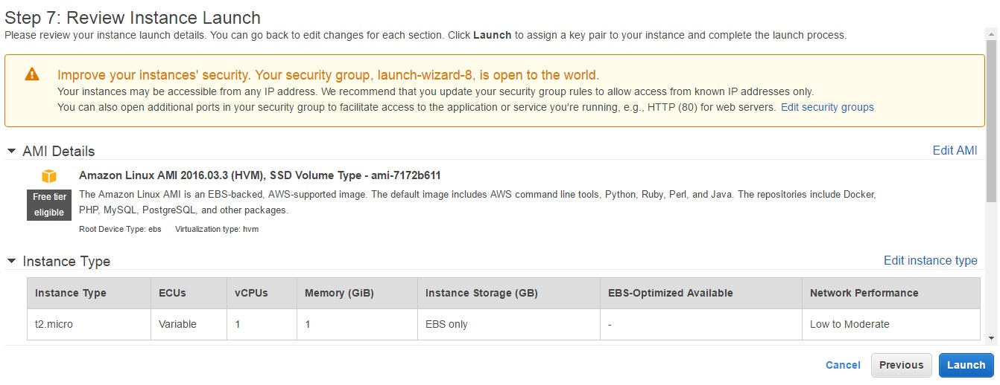 Step 7: Review Instance Launch
Please review your instance launch details. You can go back to edit changes for each section. Click Launch to assign a key pair to your instance and complete the launch process.
Improve your instances' security. Your security group, launch-wizard-8, is open to the world.
Your instances may be accessible from any IP address. We recommend that you update your security group rules to allow access from known IP addresses only.
You can also open additional ports in your security group to facilitate access to the application or service you're running, e.g., HTTP (80) for web servers. Edit security groups
AMI Details Edit AMI
Amazon Linux AMI 2016.03.3 (HVM), SSD Volume Type - ami-7172b611
Free tier
eligible
The Amazon Linux AMI is an EBS-backed, AWS-supported image. The default image includes AWS command line tools, Python, Ruby, Perl, and Java. The repositories include Docker,
PHP, MySQL, PostgreSQL, and other packages.
Root Device Type: ebs Virtualization type: hvm
Instance Type Edit instance type
Instance Type ECUs vCPUs Memory (GiB) Instance Storage (GB) EBS-Optimized Available Network Performance
t2.micro Variable 1 1 EBS only - Low to Moderate
Cancel Previous Launch